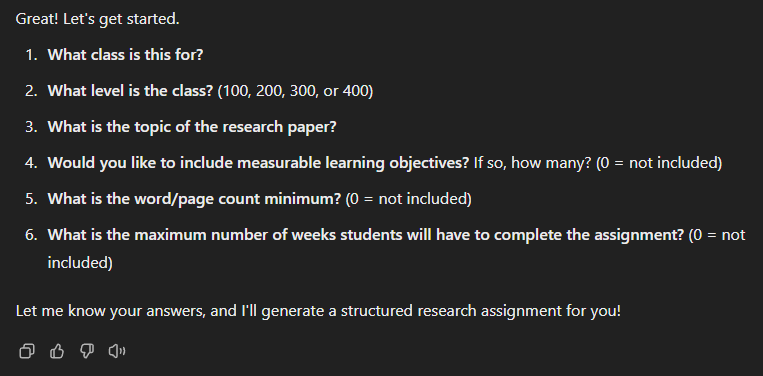 Great! Let's get started.
1. What class is this for?
2. What level is the class? (100, 200, 300, or 400)
3. What is the topic of the research paper?
4. Would you like to include measurable learning objectives? If so, how many? (0 = not included)
5. What is the word/page count minimum? (0 = not included)
6. What is the maximum number of weeks students will have to complete the assignment? (0 = not
included)
Let me know your answers, and I'll generate a structured research assignment for you!